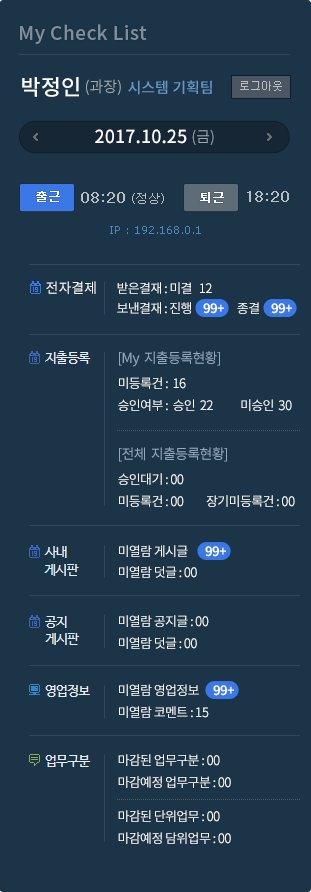 My Check List
박정인 (과장) 시스템 기획팀 로그아웃
< 2017.10.25 (금) >
출근 08:20 (정상) 퇴근 18:20
IP : 192.168.0.1
전자결제 받은결재 : 미결 12
보낸결재 : 진행 99+ 종결 99+
지출등록 [My 지출등록현황]
미등록건 : 16
승인여부 : 승인 22 미승인 30
[전체 지출등록현황]
승인대기 : 00
미등록건 : 00 장기미등록건 : 00
사내 게시판 미열람 게시글 99+
미열람 덧글 : 00
공지 게시판 미열람 공지글 : 00
미열람 덧글 : 00
영업정보 미열람 영업정보 99+
미열람 코멘트 : 15
업무구분 마감된 업무구분 : 00
마감예정 업무구분 : 00
마감된 단위업무 : 00
마감예정 담위업무 : 00